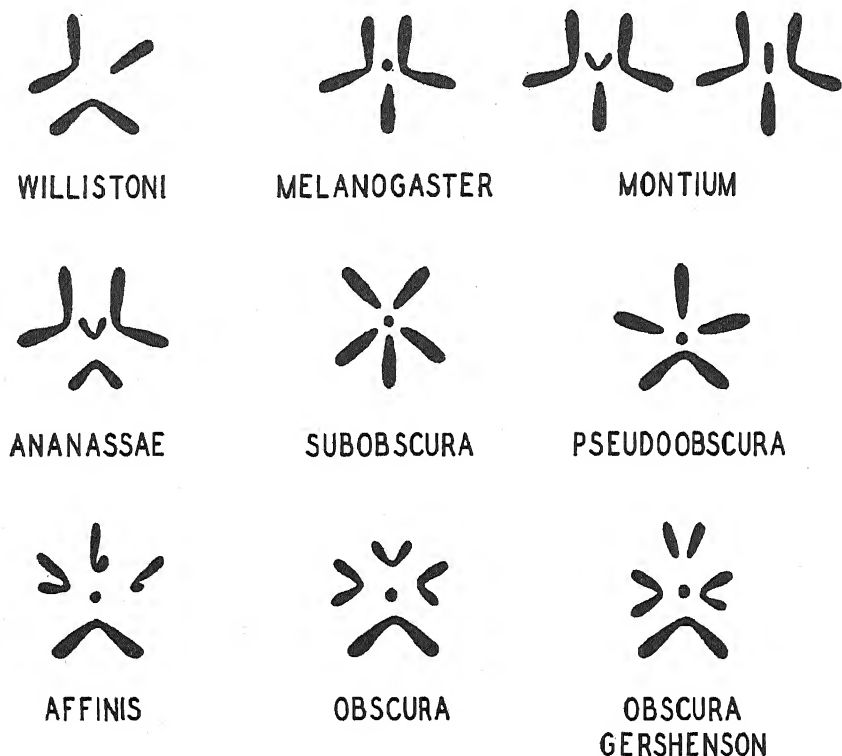 WILLISTONI
MELANOGASTER
MONTIUM
ANANASSAE
SUBOBSCURA
PSEUDOOBSCURA
AFFINIS
OBSCURA
OBSCURA
GERSHENSON